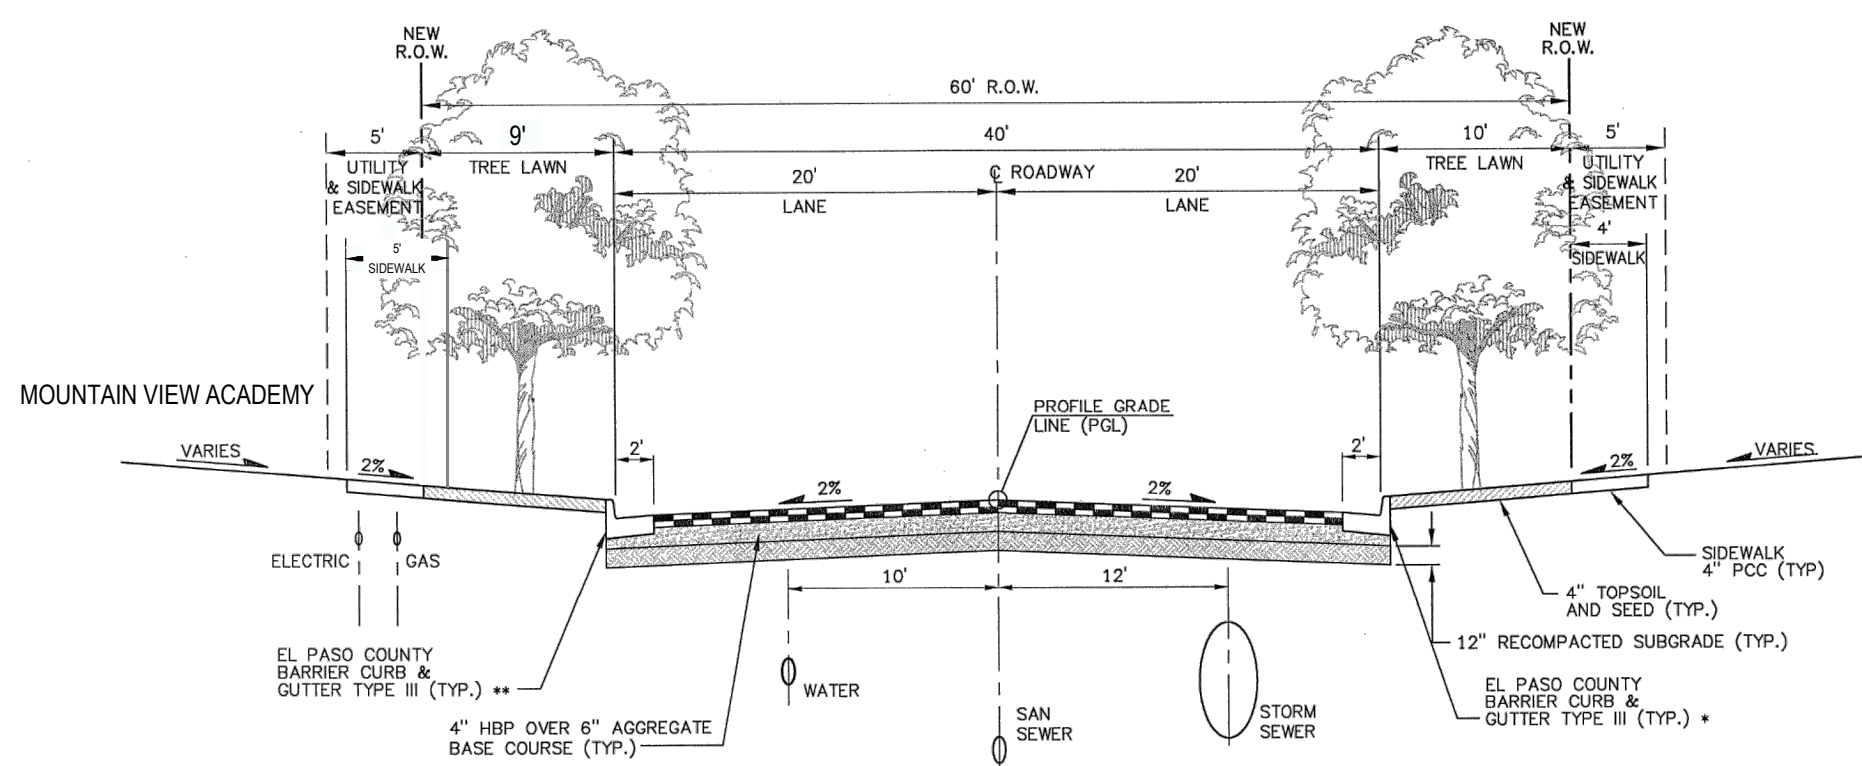 NEW
R.O.W.
NEW
R.O.W.
60' R.O.W.
5'
9'
40'
10'
5'
UTILITY
& SIDEWALK
EASEMENT
TREE LAWN
20'
LANE
℄ ROADWAY
20'
LANE
TREE LAWN
UTILITY
& SIDEWALK
EASEMENT
5'
SIDEWALK
4'
SIDEWALK
MOUNTAIN VIEW ACADEMY
PROFILE GRADE
LINE (PGL)
VARIES
2%
2'
2%
2%
2'
2%
VARIES
ELECTRIC
GAS
10'
12'
SIDEWALK
4" PCC (TYP)
4" TOPSOIL
AND SEED (TYP.)
12" RECOMPACTED SUBGRADE (TYP.)
EL PASO COUNTY
BARRIER CURB &
GUTTER TYPE III (TYP.) **
WATER
4" HBP OVER 6" AGGREGATE
BASE COURSE (TYP.)
SAN
SEWER
STORM
SEWER
EL PASO COUNTY
BARRIER CURB &
GUTTER TYPE III (TYP.) *